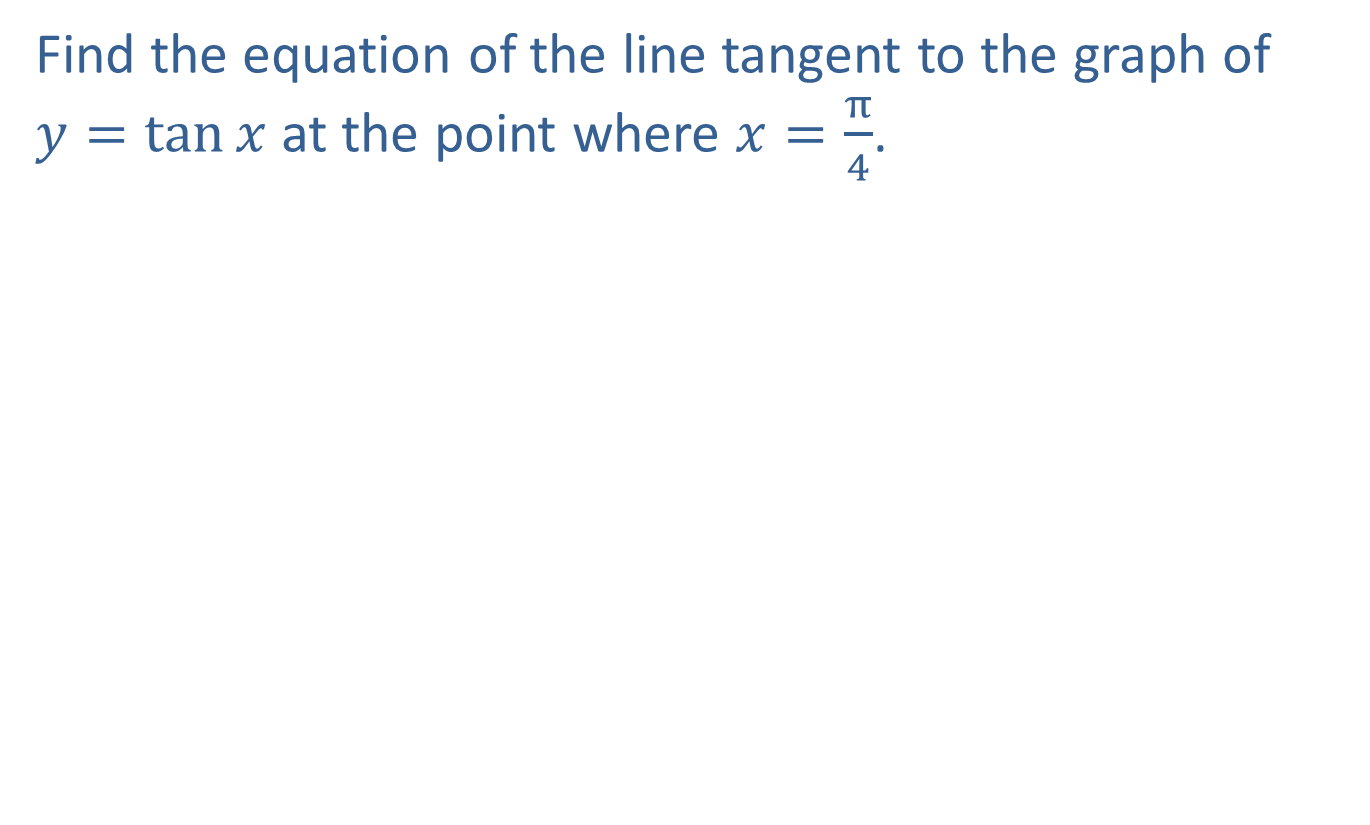 Find the equation of the line tangent to the graph of
y = tan x at the point where x = π/4.